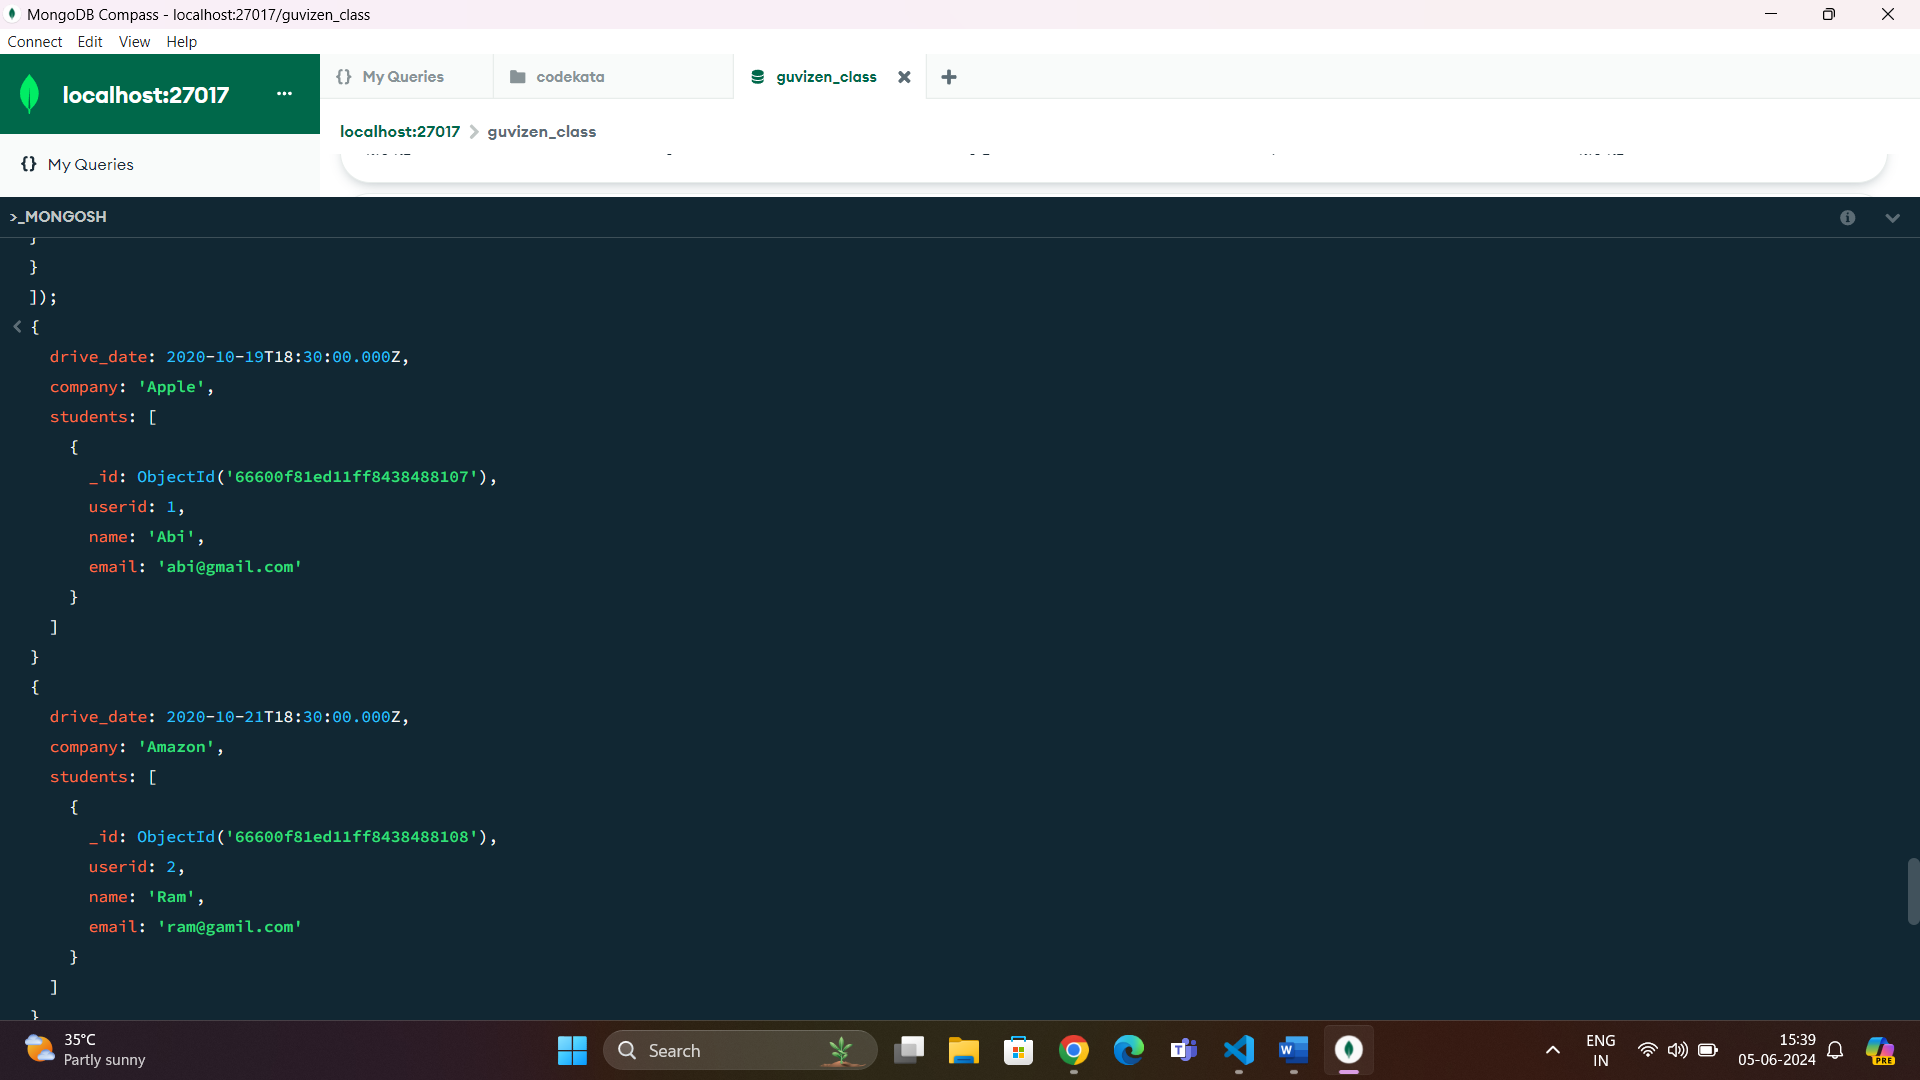 MongoDB Compass - localhost:27017/guvizen_class
Connect Edit View Help
localhost:27017 ...
{} My Queries
codekata
guvizen_class
localhost:27017 > guvizen_class
{} My Queries
>_MONGOSH
}
}
]);
< {
drive_date: 2020-10-19T18:30:00.000Z,
company: 'Apple',
students: [
{
_id: ObjectId('66600f81ed11ff8438488107'),
userid: 1,
name: 'Abi',
email: 'abi@gmail.com'
}
]
}
{
drive_date: 2020-10-21T18:30:00.000Z,
company: 'Amazon',
students: [
{
_id: ObjectId('66600f81ed11ff8438488108'),
userid: 2,
name: 'Ram',
email: 'ram@gamil.com'
}
]
}
35°C
Partly sunny
Search
ENG
IN
15:39
05-06-2024
PRE